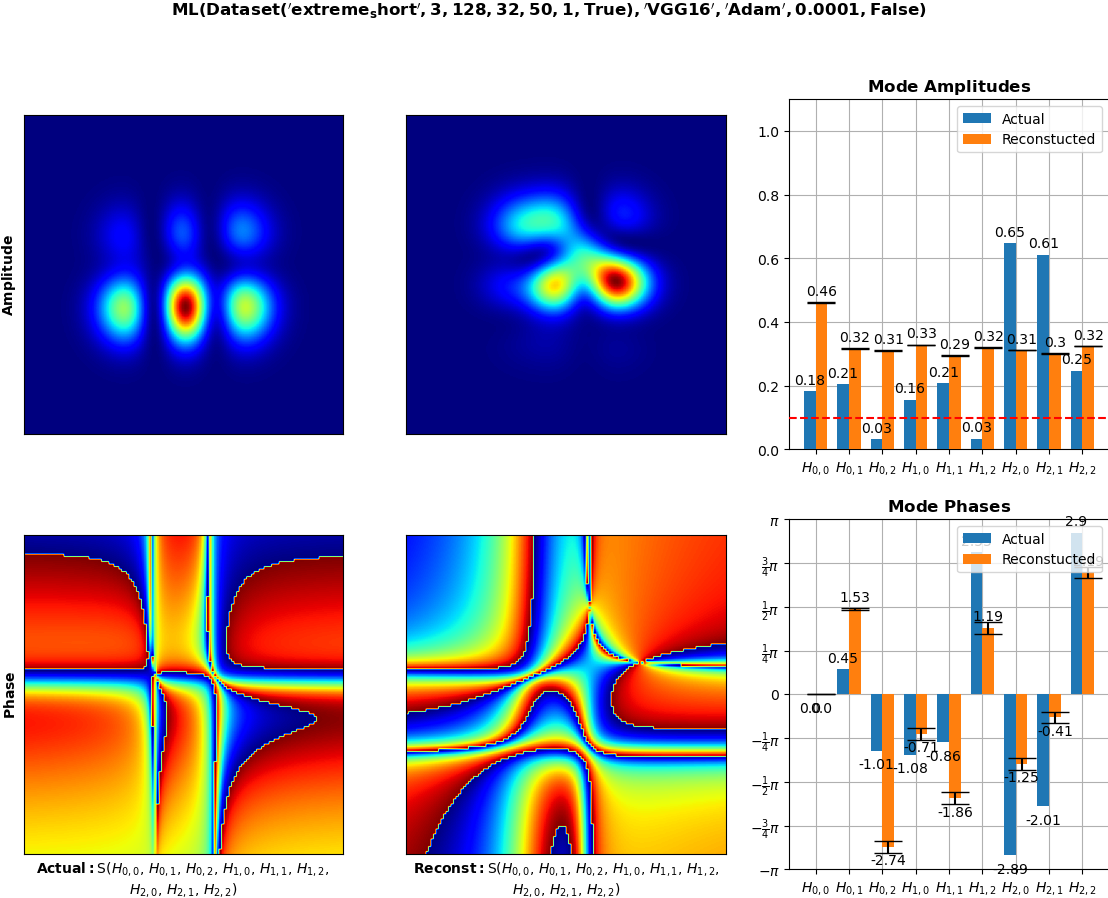 ML(Dataset('extreme_short', 3, 128, 32, 50, 1, True), 'VGG16', 'Adam', 0.0001, False)
Amplitude
Mode Amplitudes
Actual
Reconstucted
1.0
0.8
0.6
0.4
0.2
0.0
0.18
0.46
0.21
0.32
0.03
0.31
0.16
0.33
0.21
0.29
0.03
0.32
0.65
0.31
0.61
0.3
0.25
0.32
H0,0 H0,1 H0,2 H1,0 H1,1 H1,2 H2,0 H2,1 H2,2
Phase
Actual: S(H0,0, H0,1, H0,2, H1,0, H1,1, H1,2,
H2,0, H2,1, H2,2)
Reconst: S(H0,0, H0,1, H0,2, H1,0, H1,1, H1,2,
H2,0, H2,1, H2,2)
Mode Phases
Actual
Reconstucted
π
3/4π
1/2π
1/4π
0
−1/4π
−1/2π
−3/4π
−π
0.0
0.0
0.45
1.53
-1.01
-2.74
-1.08
-0.71
-0.86
-1.86
1.19
2.89
-1.25
-2.01
-0.41
2.9
H0,0 H0,1 H0,2 H1,0 H1,1 H1,2 H2,0 H2,1 H2,2